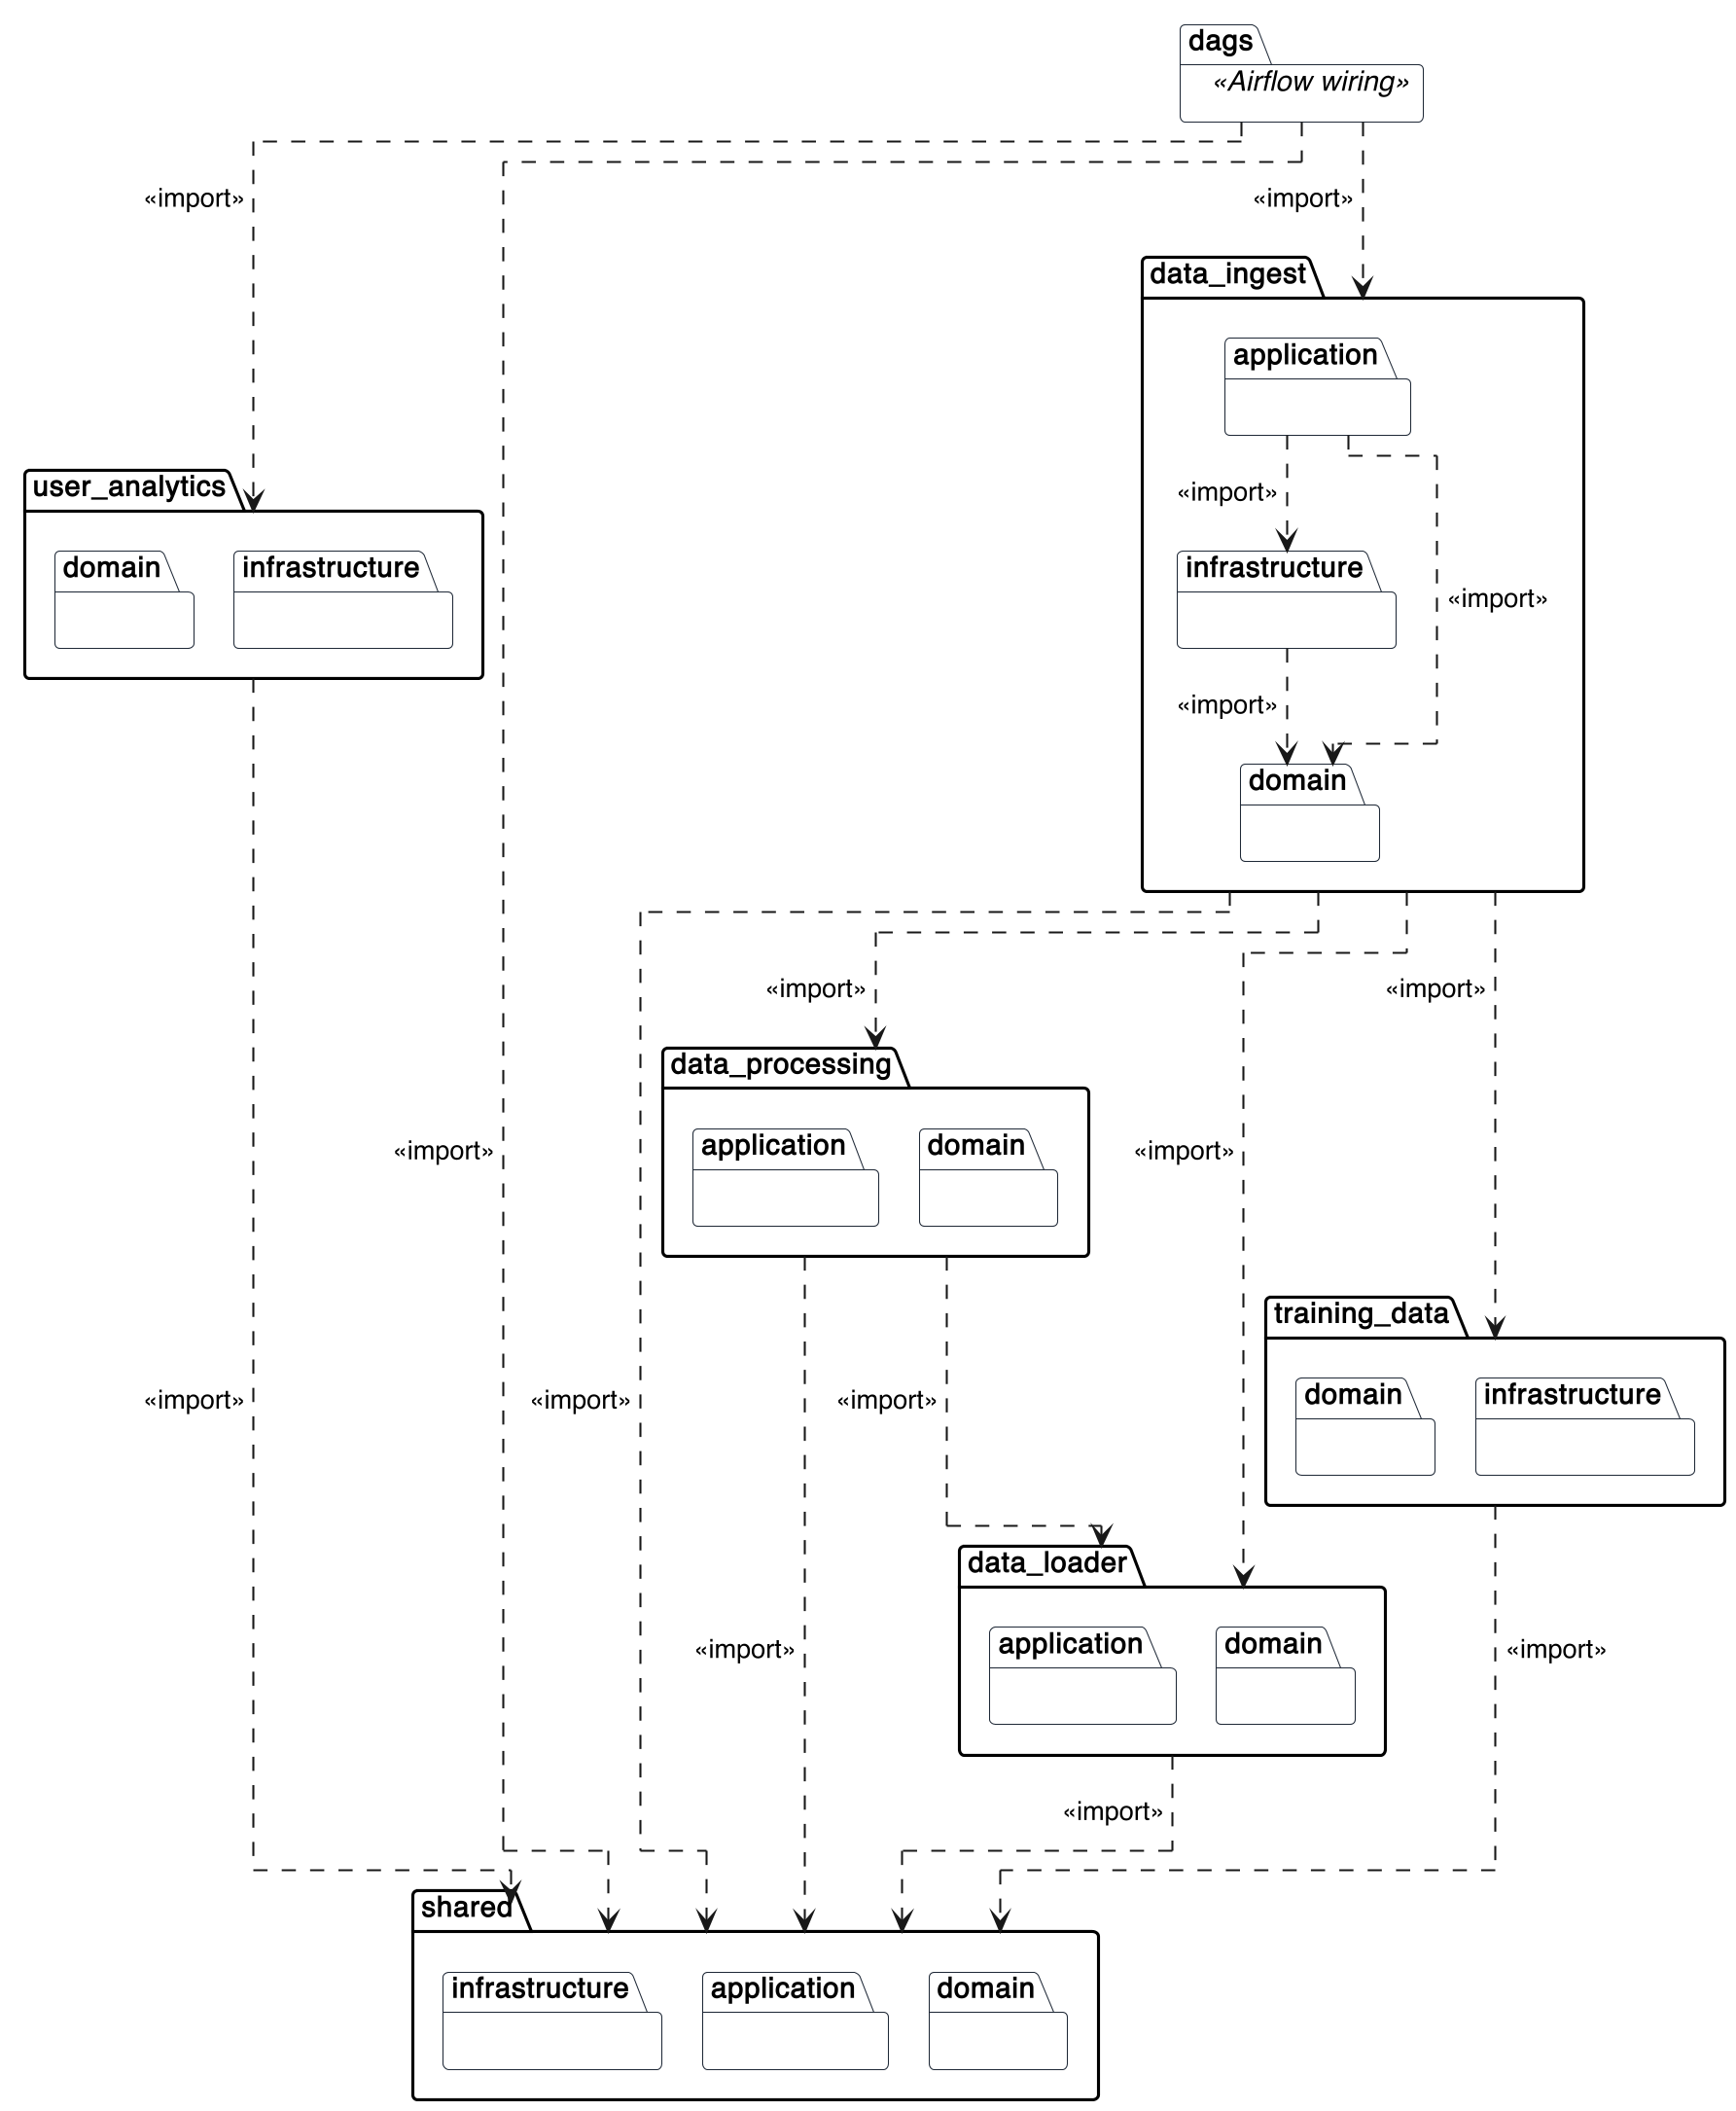 dags
«Airflow wiring»
«import»
«import»
data_ingest
application
user_analytics
«import»
domain
infrastructure
infrastructure
«import»
«import»
domain
«import»
«import»
data_processing
application
domain
«import»
«import»
training_data
domain
infrastructure
«import»
«import»
«import»
data_loader
application
domain
«import»
«import»
«import»
shared
infrastructure
application
domain